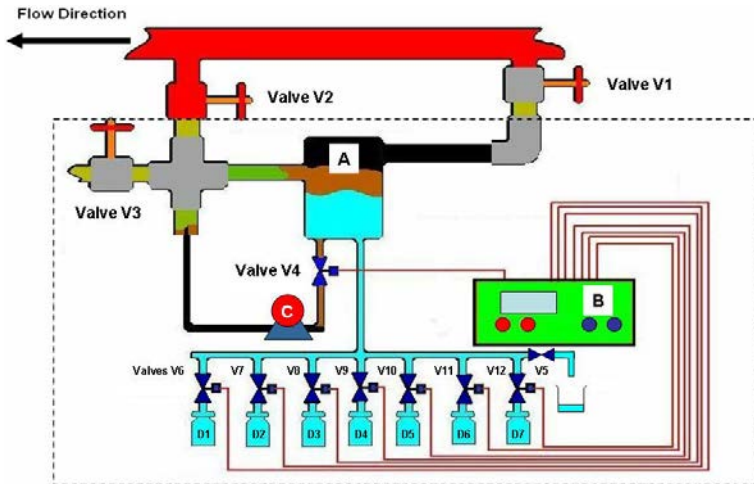 Flow Direction
Valve V2
Valve V1
A
Valve V3
Valve V4
B
C
Valves V6 V7 V8 V9 V10 V11 V12 V5
D1 D2 D3 D4 D5 D6 D7